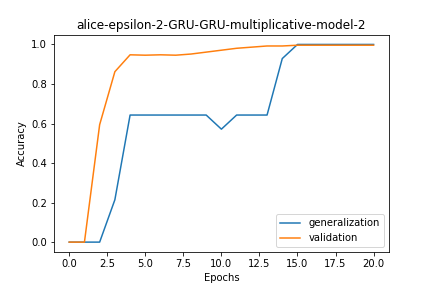 alice-epsilon-2-GRU-GRU-multiplicative-model-2
1.0
0.8
0.6
0.4
0.2
0.0
Accuracy
0.0 2.5 5.0 7.5 10.0 12.5 15.0 17.5 20.0
Epochs
generalization
validation